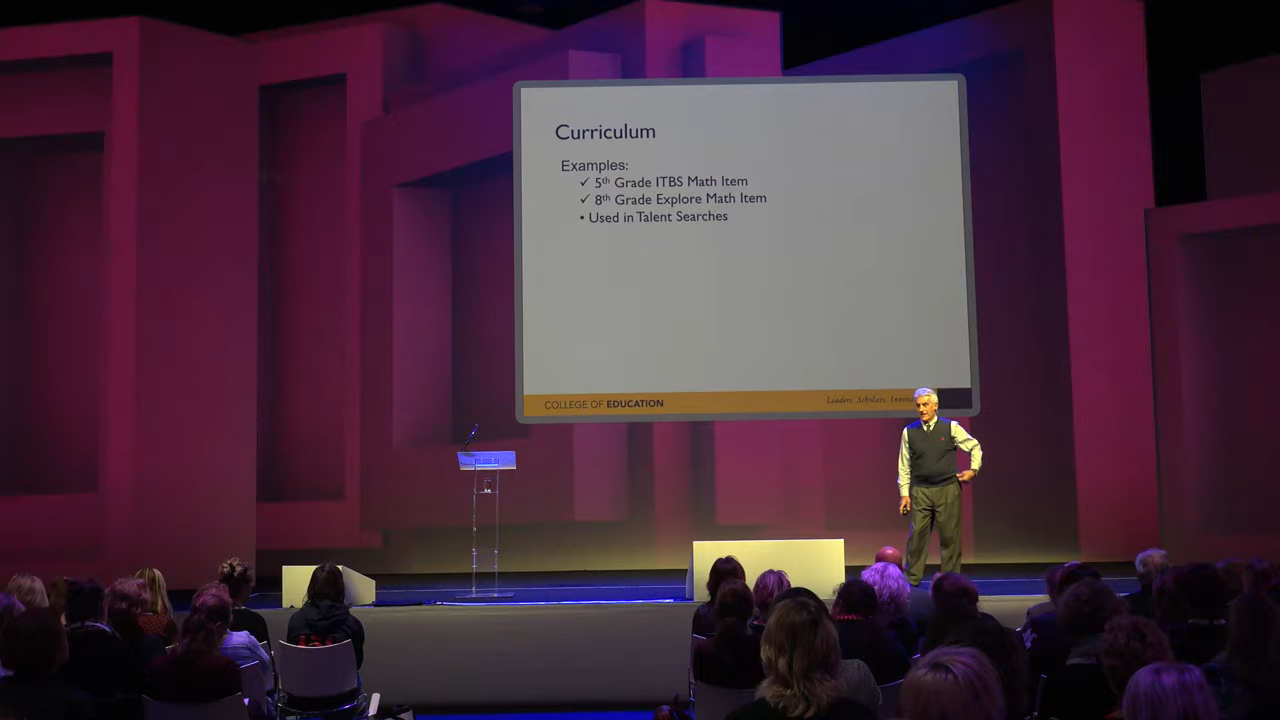 Curriculum
Examples:
✓ 5th Grade ITBS Math Item
✓ 8th Grade Explore Math Item
• Used in Talent Searches
COLLEGE OF EDUCATION
Leaders. Scholars.